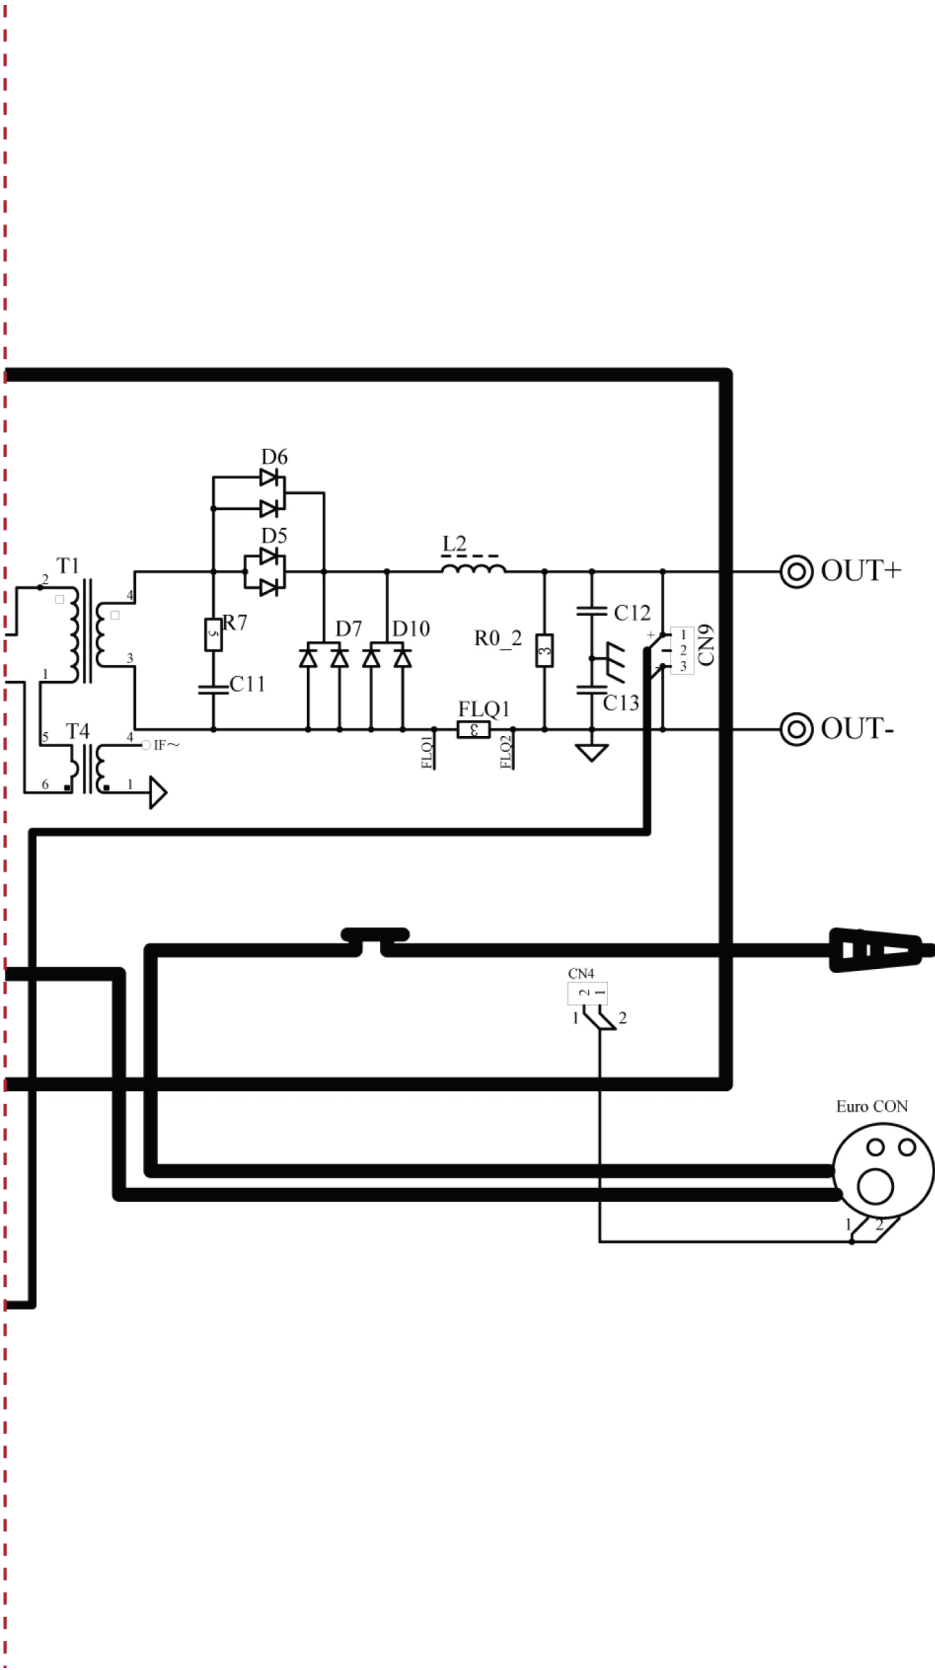 D6
D5
L2
T1
2
4
OUT+
R7
5
D7
D10
C12
R0_2
3
+
1
2
3
-
CN9
3
1
C11
C13
FLQ1
3
OUT-
T4
5
4
IF~
FLQ1
FLQ2
6
1
CN4
2 1
1
2
Euro CON
1
2